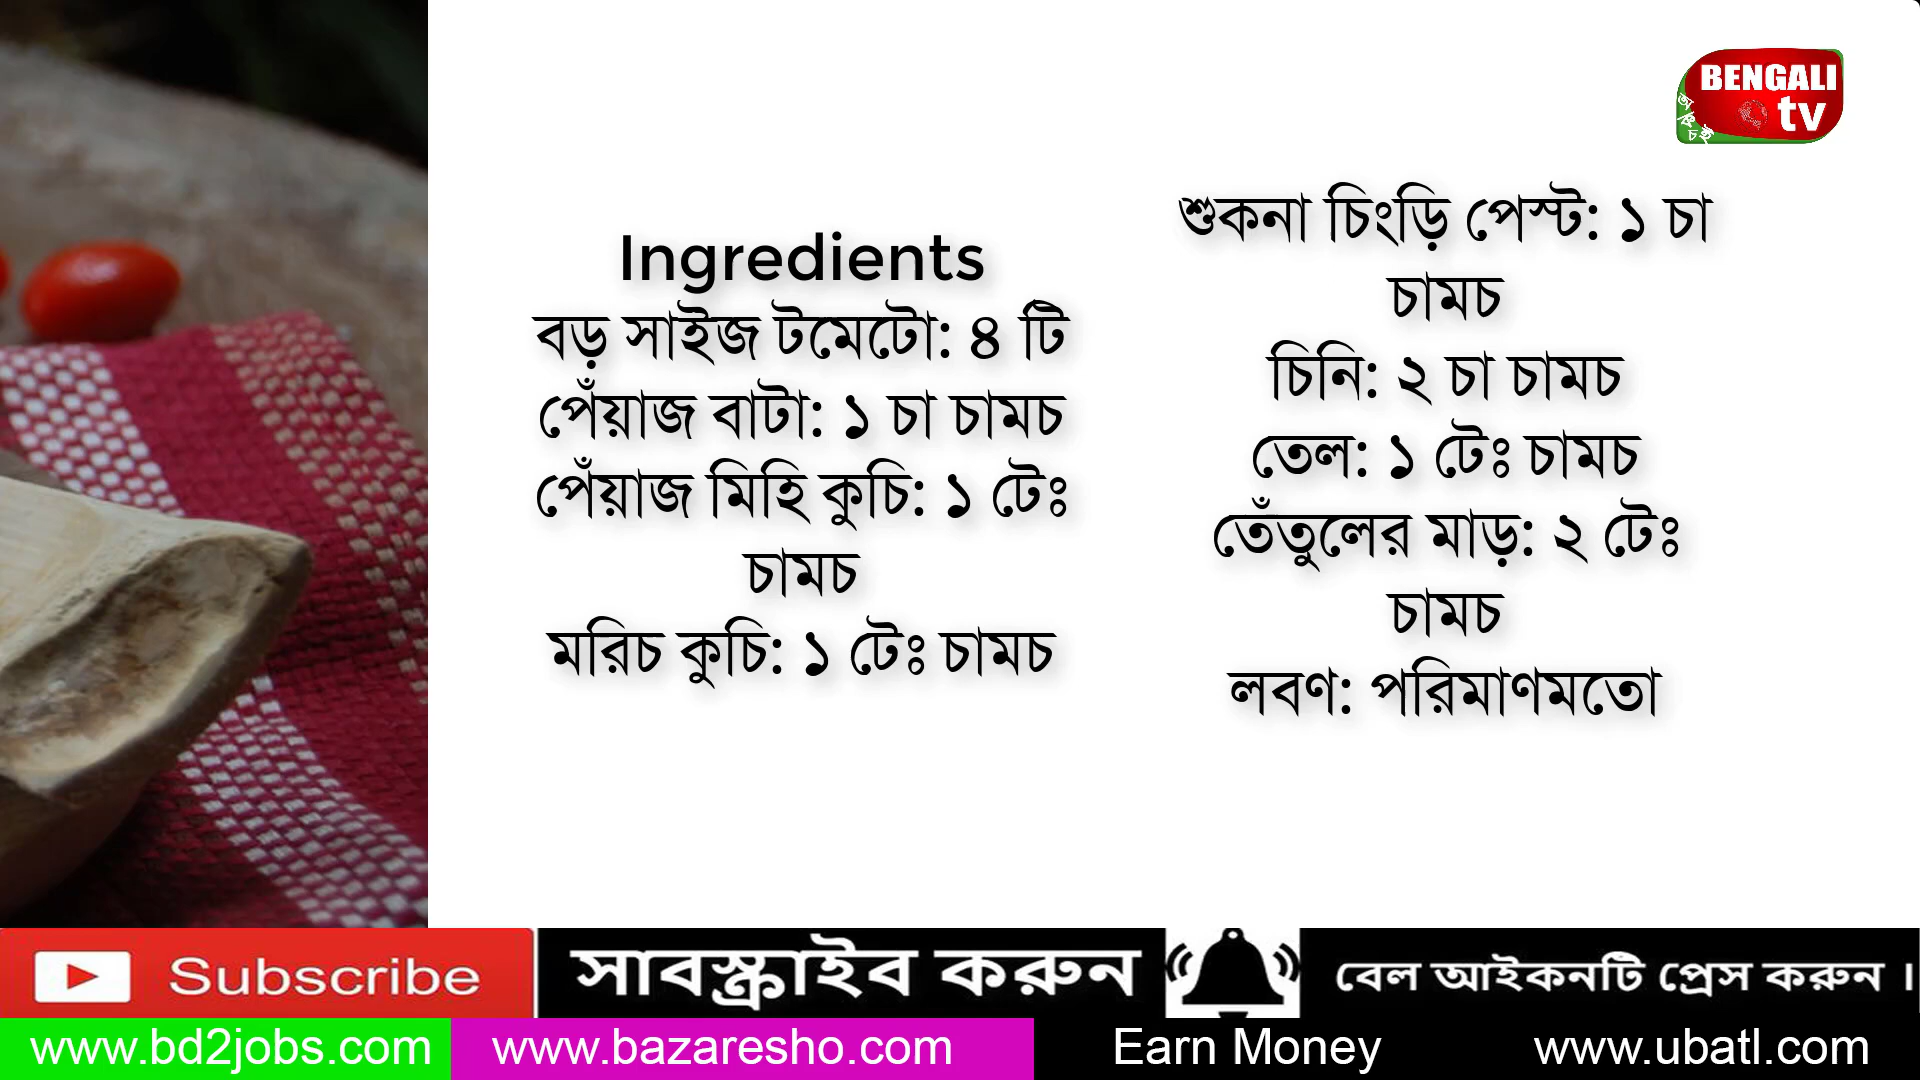 BENGALI
tv
Ingredients
বড় সাইজ টমেটো: ৪ টি
পেঁয়াজ বাটা: ১ চা চামচ
পেঁয়াজ মিহি কুচি: ১ টেঃ
চামচ
মরিচ কুচি: ১ টেঃ চামচ
শুকনা চিংড়ি পেস্ট: ১ চা
চামচ
চিনি: ২ চা চামচ
তেল: ১ টেঃ চামচ
তেঁতুলের মাড়: ২ টেঃ
চামচ
লবণ: পরিমাণমতো
Subscribe
সাবস্ক্রাইব করুন
বেল আইকনটি প্রেস করুন ।
www.bd2jobs.com
www.bazaresho.com
Earn Money
www.ubatl.com